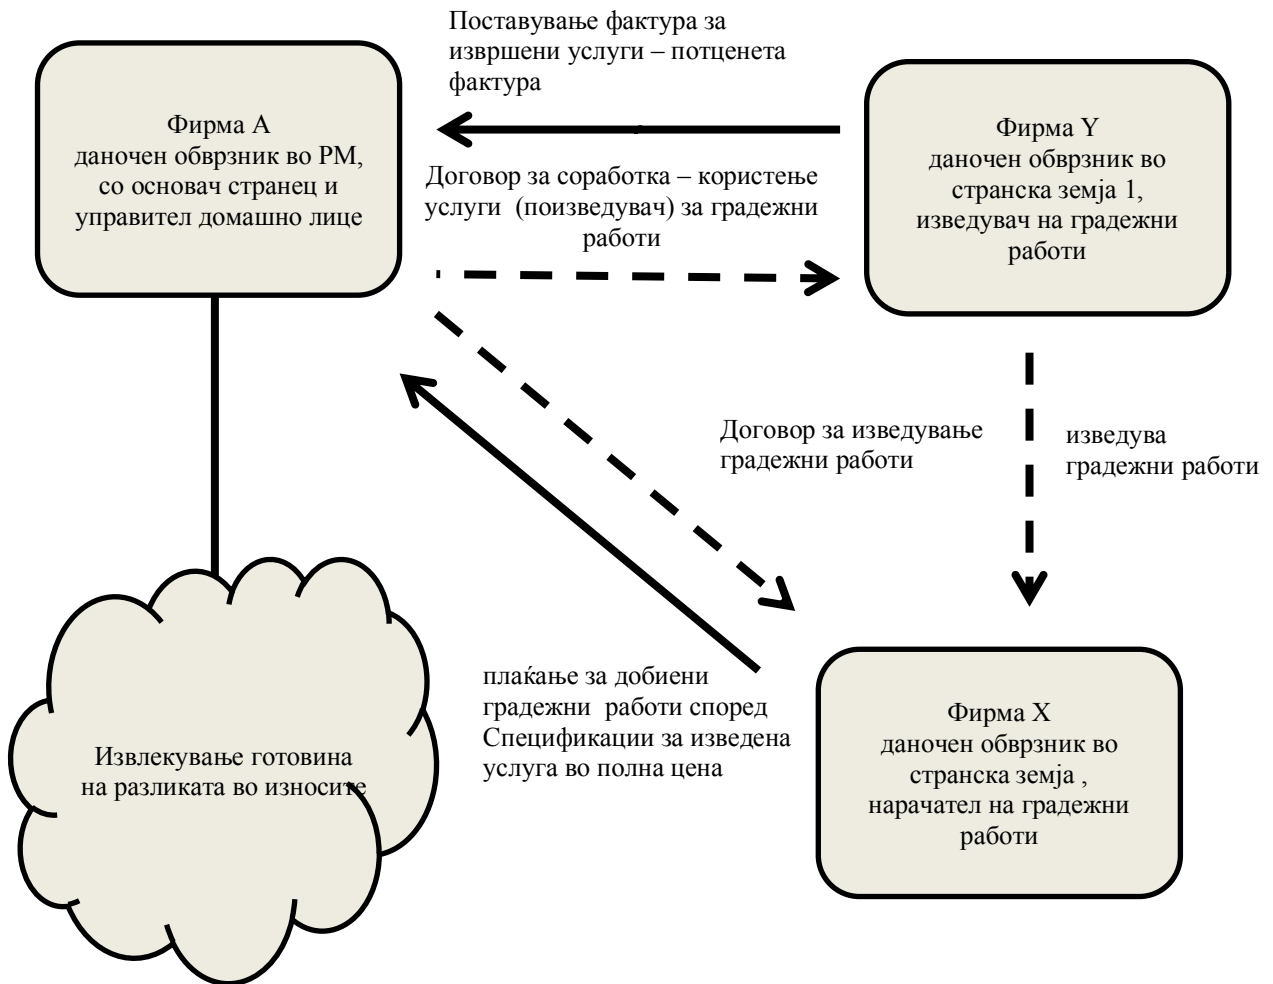 Поставување фактура за
извршени услуги – потценета
фактура
Фирма А
даночен обврзник во РМ,
со основач странец и
управител домашно лице
Фирма Y
даночен обврзник во
странска земја 1,
изведувач на градежни
работи
Договор за соработка – користење
услуги (поизведувач) за градежни
работи
Договор за изведување
градежни работи
изведува
градежни работи
плаќање за добиени
градежни работи според
Спецификации за изведена
услуга во полна цена
Фирма X
даночен обврзник во
странска земја ,
нарачател на градежни
работи
Извлекување готовина
на разликата во износите